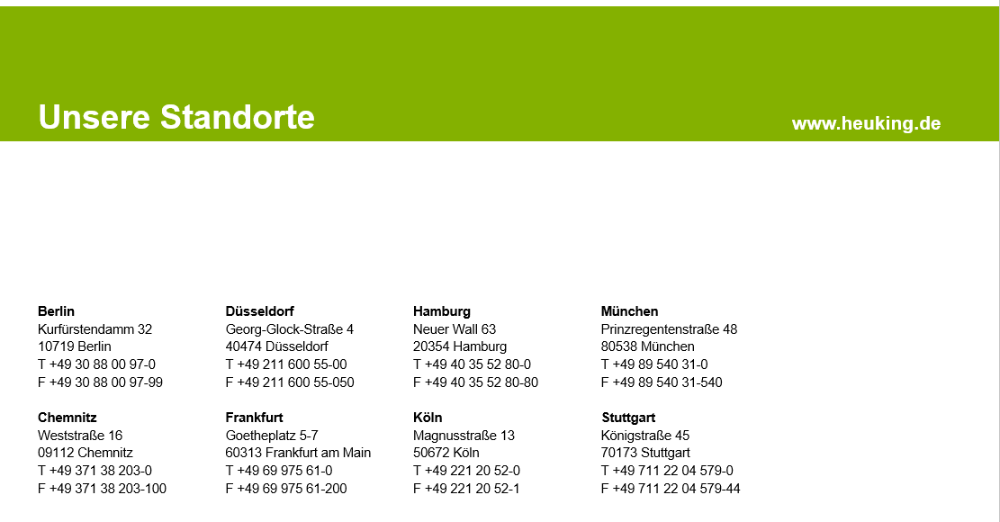 Unsere Standorte
www.heuking.de
Berlin
Kurfürstendamm 32
10719 Berlin
T +49 30 88 00 97-0
F +49 30 88 00 97-99
Düsseldorf
Georg-Glock-Straße 4
40474 Düsseldorf
T +49 211 600 55-00
F +49 211 600 55-050
Hamburg
Neuer Wall 63
20354 Hamburg
T +49 40 35 52 80-0
F +49 40 35 52 80-80
München
Prinzregentenstraße 48
80538 München
T +49 89 540 31-0
F +49 89 540 31-540
Chemnitz
Weststraße 16
09112 Chemnitz
T +49 371 38 203-0
F +49 371 38 203-100
Frankfurt
Goetheplatz 5-7
60313 Frankfurt am Main
T +49 69 975 61-0
F +49 69 975 61-200
Köln
Magnusstraße 13
50672 Köln
T +49 221 20 52-0
F +49 221 20 52-1
Stuttgart
Königstraße 45
70173 Stuttgart
T +49 711 22 04 579-0
F +49 711 22 04 579-44